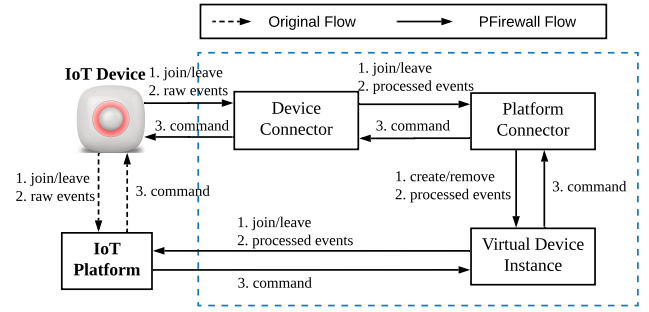 Original Flow
PFirewall Flow
IoT Device
1. join/leave
2. raw events
3. command
Device
Connector
1. join/leave
2. processed events
3. command
Platform
Connector
1. join/leave
2. raw events
3. command
1. create/remove
2. processed events
3. command
IoT
Platform
1. join/leave
2. processed events
3. command
Virtual Device
Instance